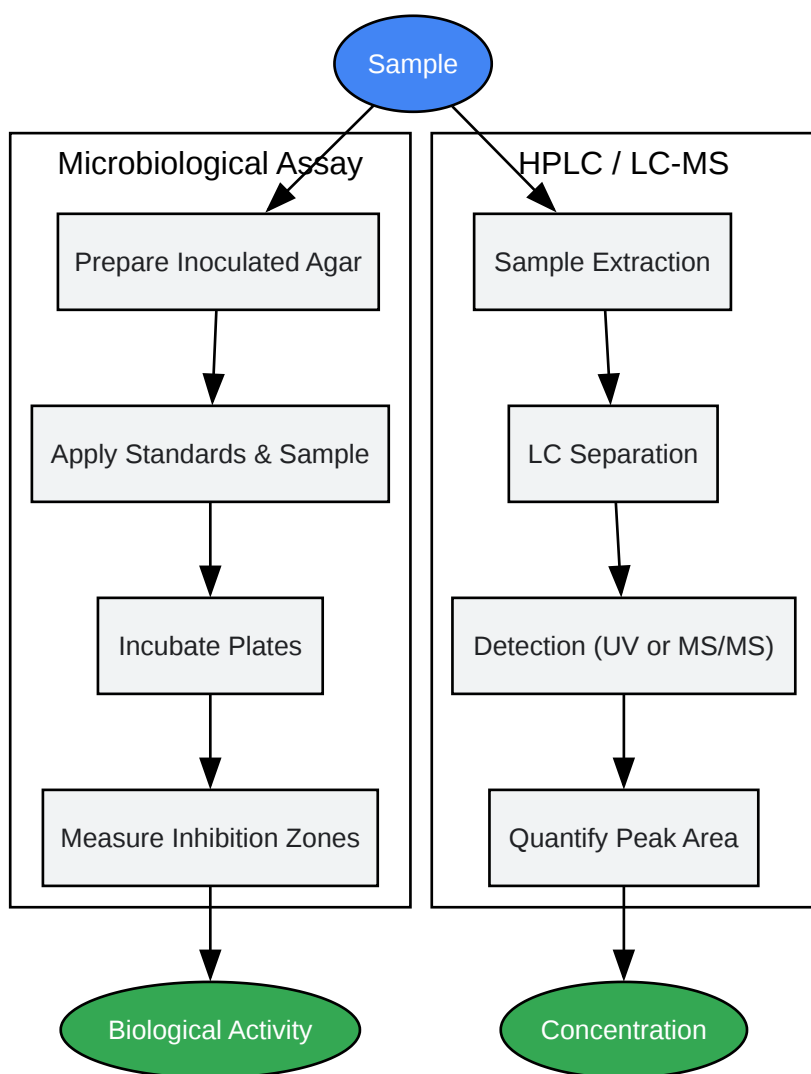 Sample
Microbiological Assay
Prepare Inoculated Agar
Apply Standards & Sample
Incubate Plates
Measure Inhibition Zones
Biological Activity
HPLC / LC-MS
Sample Extraction
LC Separation
Detection (UV or MS/MS)
Quantify Peak Area
Concentration